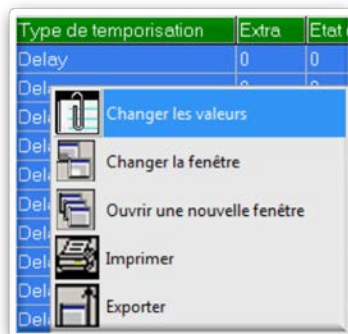 Type de temporisation Extra Etat
Delay 0 0
Changer les valeurs
Changer la fenêtre
Ouvrir une nouvelle fenêtre
Imprimer
Exporter